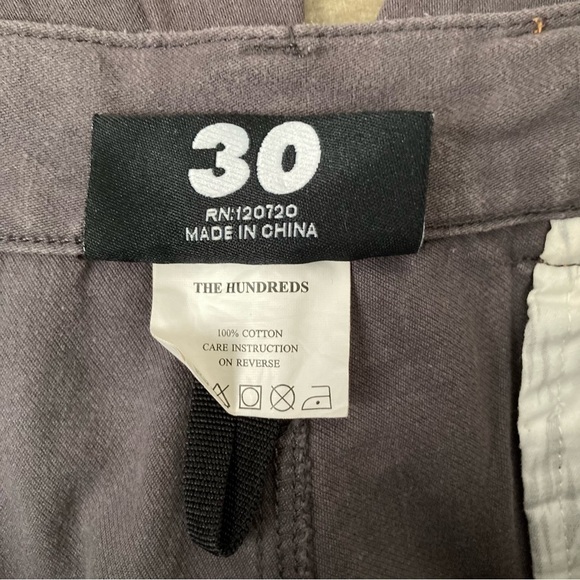 30
RN:120720
MADE IN CHINA
THE HUNDREDS
100% COTTON
CARE INSTRUCTION
ON REVERSE